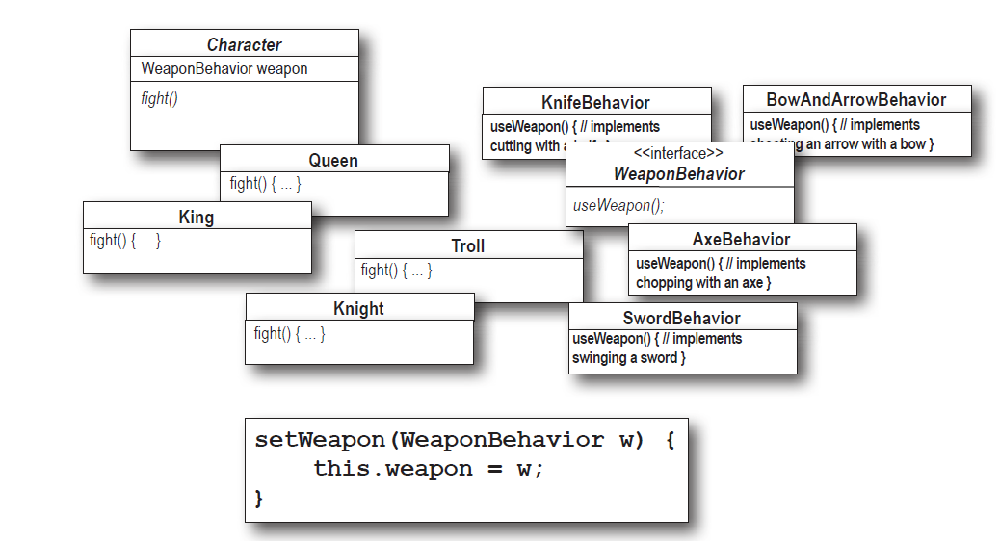 Character
WeaponBehavior weapon
fight()
KnifeBehavior
useWeapon() { // implements
cutting with a
BowAndArrowBehavior
useWeapon() { // implements
an arrow with a bow }
<<interface>>
WeaponBehavior
useWeapon();
Queen
fight() { ... }
King
fight() { ... }
Troll
fight() { ... }
AxeBehavior
useWeapon() { // implements
chopping with an axe }
Knight
fight() { ... }
SwordBehavior
useWeapon() { // implements
swinging a sword }
setWeapon(WeaponBehavior w) {
this.weapon = w;
}